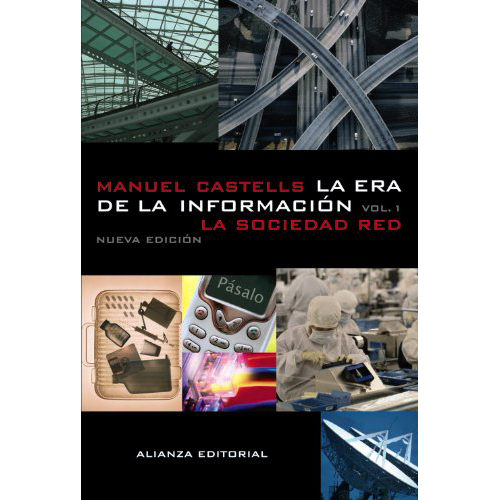 MANUEL CASTELLS LA ERA
DE LA INFORMACIÓN VOL. 1
LA SOCIEDAD RED
NUEVA EDICIÓN
Pásalo
ALIANZA EDITORIAL